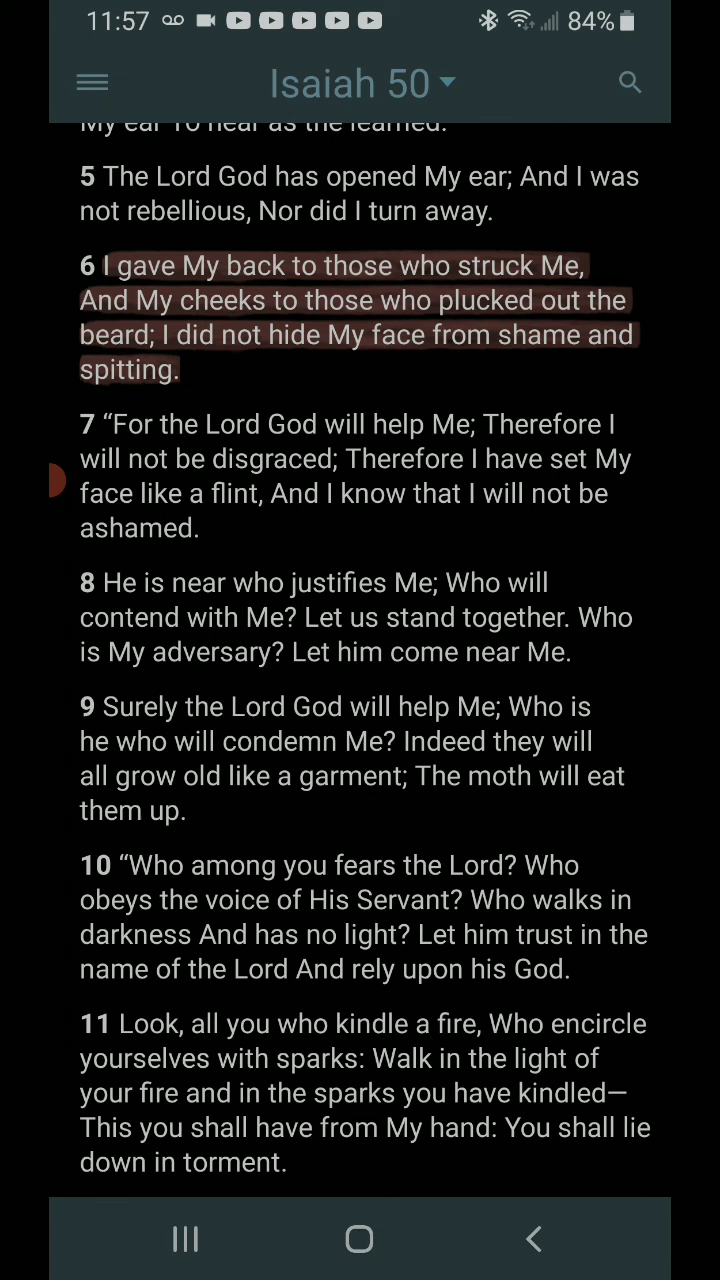 11:57 84%
Isaiah 50
My ear To hear as the learned.
5 The Lord God has opened My ear; And I was
not rebellious, Nor did I turn away.
6 I gave My back to those who struck Me,
And My cheeks to those who plucked out the
beard; I did not hide My face from shame and
spitting.
7 “For the Lord God will help Me; Therefore I
will not be disgraced; Therefore I have set My
face like a flint, And I know that I will not be
ashamed.
8 He is near who justifies Me; Who will
contend with Me? Let us stand together. Who
is My adversary? Let him come near Me.
9 Surely the Lord God will help Me; Who is
he who will condemn Me? Indeed they will
all grow old like a garment; The moth will eat
them up.
10 “Who among you fears the Lord? Who
obeys the voice of His Servant? Who walks in
darkness And has no light? Let him trust in the
name of the Lord And rely upon his God.
11 Look, all you who kindle a fire, Who encircle
yourselves with sparks: Walk in the light of
your fire and in the sparks you have kindled—
This you shall have from My hand: You shall lie
down in torment.